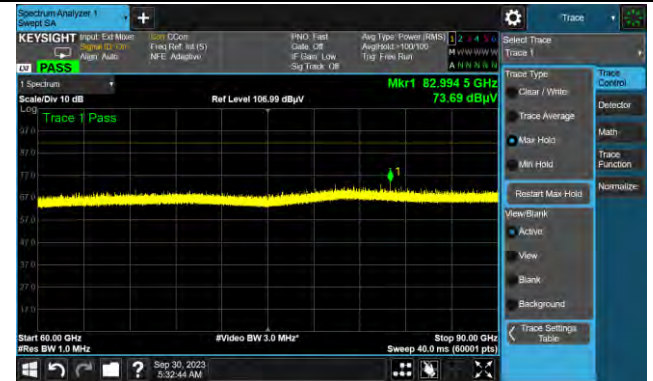 Spectrum Analyzer 1
Swept SA
+
Trace
KEYSIGHT
Input: Ext Mixer
Signal ID: On
Align: Auto
Corr CCorr
Freq Ref: Int (S)
NFE: Adaptive
PNO: Fast
Gate: Off
IF Gain: Low
Sig Track: Off
Avg Type: Power (RMS)
Avg|Hold: >100/100
Trig: Free Run
1 2 3 4 5 6
M W W W W W
A N N N N N
PASS
Select Trace
Trace 1
1 Spectrum
Scale/Div 10 dB
Ref Level 106.99 dBµV
Mkr1 82.994 5 GHz
73.69 dBµV
Log
Trace 1 Pass
97.0
87.0
77.0
67.0
57.0
47.0
37.0
27.0
17.0
1
Start 60.00 GHz
#Video BW 3.0 MHz*
Stop 90.00 GHz
#Res BW 1.0 MHz
Sweep 40.0 ms (60001 pts)
Trace Type
Clear / Write
Trace Average
Max Hold
Min Hold
Restart Max Hold
View/Blank
Active
View
Blank
Background
Trace Settings
Table
Trace
Control
Detector
Math
Trace
Function
Normalize
?
Sep 30, 2023
5:32:44 AM